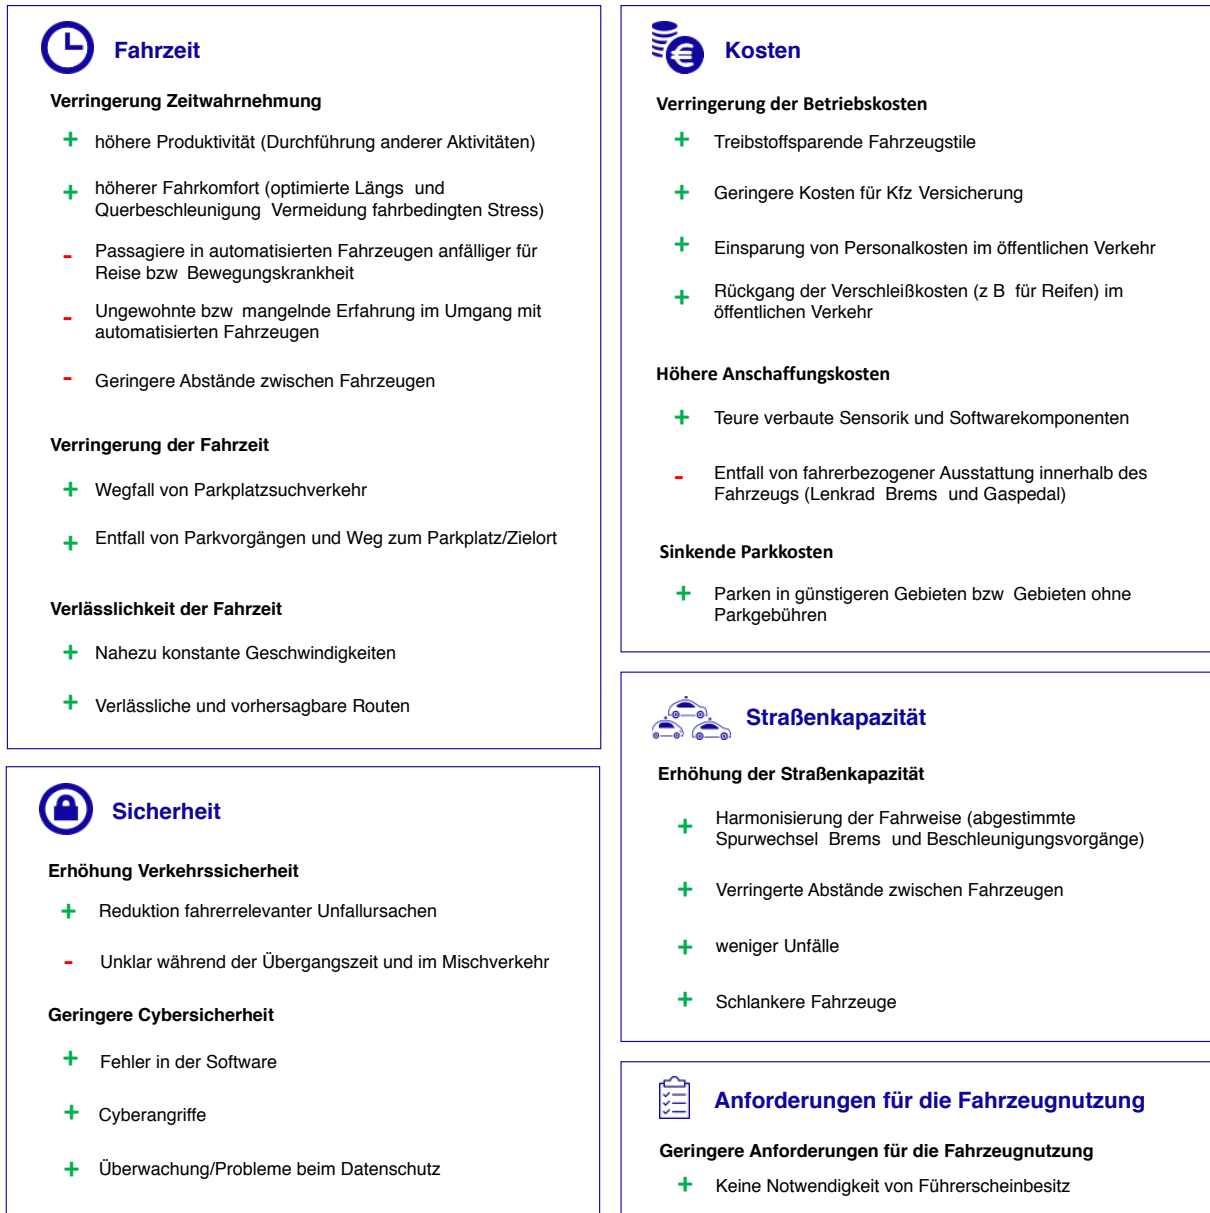 Fahrzeit
Verringerung Zeitwahrnehmung
+ höhere Produktivität (Durchführung anderer Aktivitäten)
+ höherer Fahrkomfort (optimierte Längs und
Querbeschleunigung Vermeidung fahrbedingten Stress)
- Passagiere in automatisierten Fahrzeugen anfälliger für
Reise bzw Bewegungskrankheit
- Ungewohnte bzw mangelnde Erfahrung im Umgang mit
automatisierten Fahrzeugen
- Geringere Abstände zwischen Fahrzeugen
Verringerung der Fahrzeit
+ Wegfall von Parkplatzsuchverkehr
+ Entfall von Parkvorgängen und Weg zum Parkplatz/Zielort
Verlässlichkeit der Fahrzeit
+ Nahezu konstante Geschwindigkeiten
+ Verlässliche und vorhersagbare Routen
Sicherheit
Erhöhung Verkehrssicherheit
+ Reduktion fahrerrelevanter Unfallursachen
- Unklar während der Übergangszeit und im Mischverkehr
Geringere Cybersicherheit
+ Fehler in der Software
+ Cyberangriffe
+ Überwachung/Probleme beim Datenschutz
€ Kosten
Verringerung der Betriebskosten
+ Treibstoffsparende Fahrzeugstile
+ Geringere Kosten für Kfz Versicherung
+ Einsparung von Personalkosten im öffentlichen Verkehr
+ Rückgang der Verschleißkosten (z B für Reifen) im
öffentlichen Verkehr
Höhere Anschaffungskosten
+ Teure verbaute Sensorik und Softwarekomponenten
- Entfall von fahrerbezogener Ausstattung innerhalb des
Fahrzeugs (Lenkrad Brems und Gaspedal)
Sinkende Parkkosten
+ Parken in günstigeren Gebieten bzw Gebieten ohne
Parkgebühren
Straßenkapazität
Erhöhung der Straßenkapazität
+ Harmonisierung der Fahrweise (abgestimmte
Spurwechsel Brems und Beschleunigungsvorgänge)
+ Verringerte Abstände zwischen Fahrzeugen
+ weniger Unfälle
+ Schlankere Fahrzeuge
Anforderungen für die Fahrzeugnutzung
Geringere Anforderungen für die Fahrzeugnutzung
+ Keine Notwendigkeit von Führerscheinbesitz